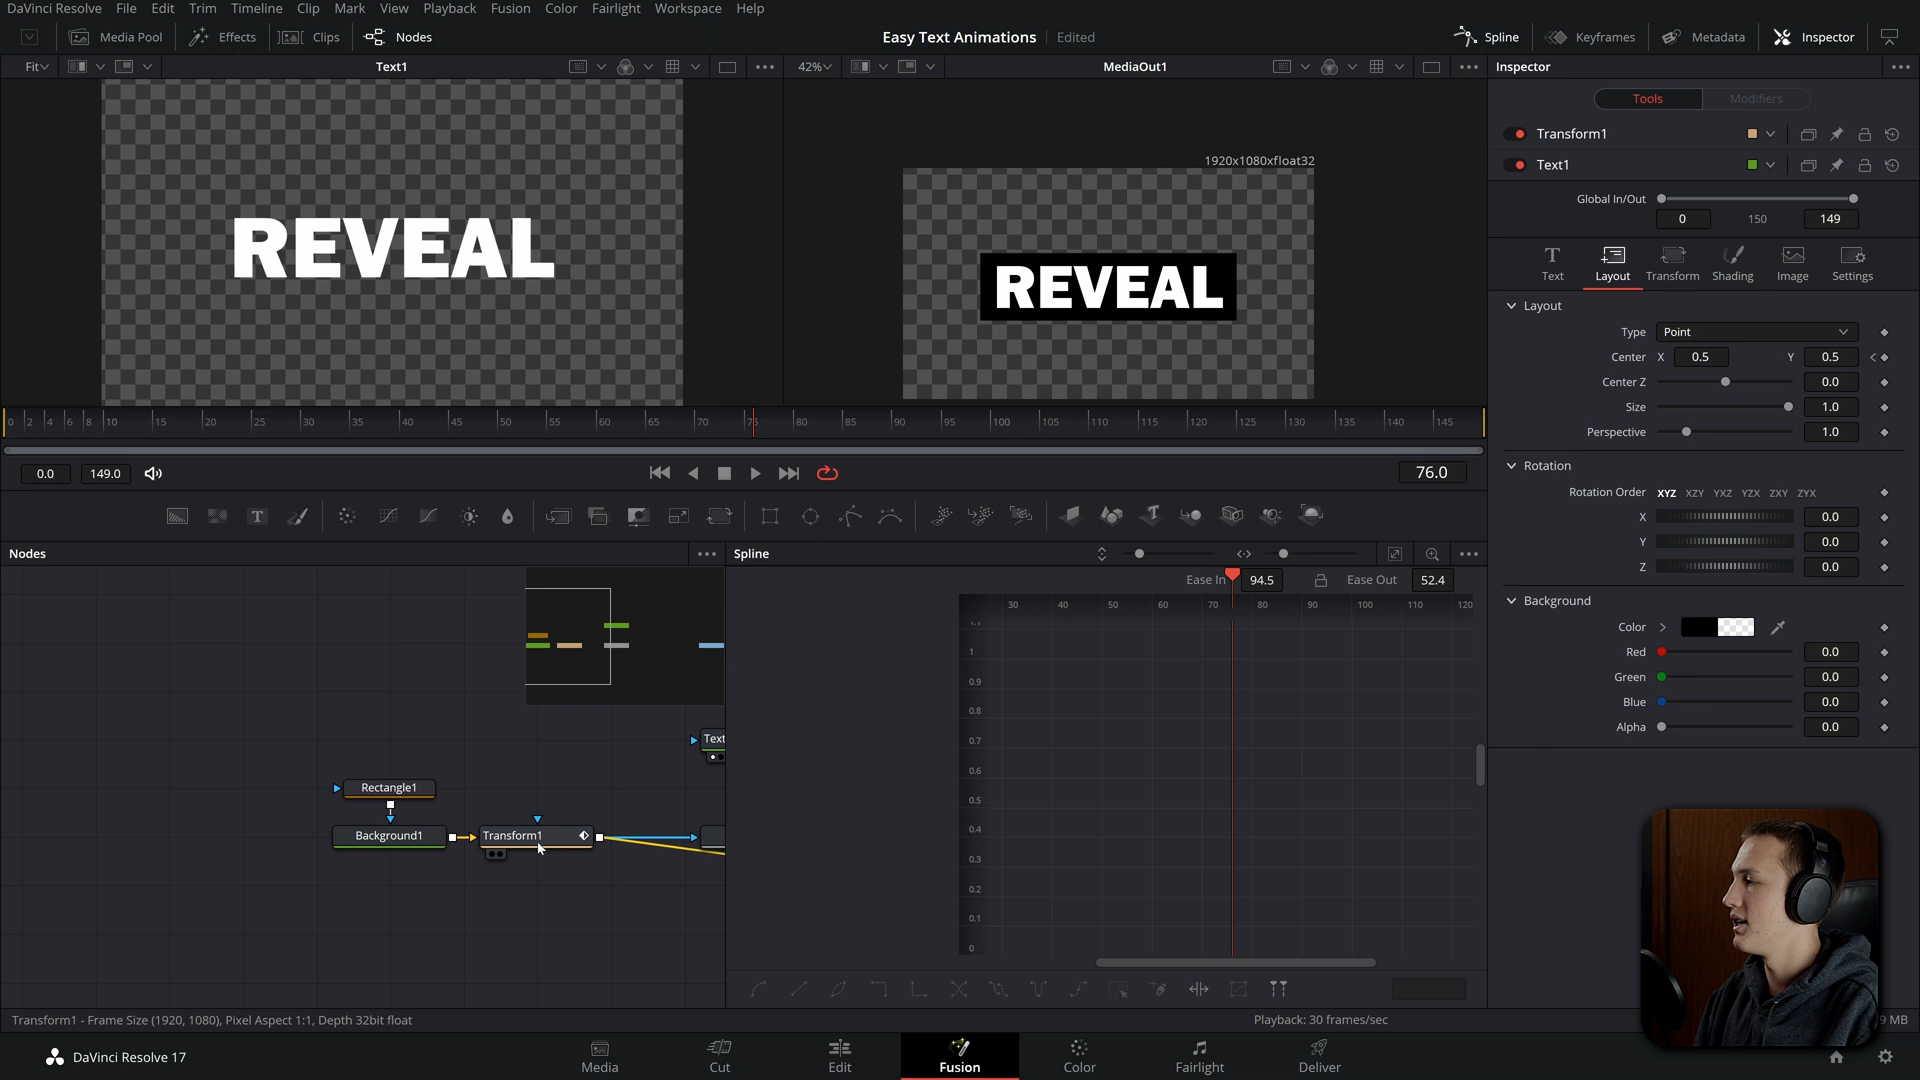 DaVinci Resolve File Edit Trim Timeline Clip Mark View Playback Fusion Color Fairlight Workspace Help
Media Pool Effects Clips Nodes Easy Text Animations Edited Spline Keyframes Metadata Inspector
Fit Text1 42% MediaOut1 Inspector
Tools Modifiers
Transform1
1920x1080xfloat32
Text1
Global In/Out
0 150 149
REVEAL
REVEAL
Text Layout Transform Shading Image Settings
Layout
Type Point
Center X 0.5 Y 0.5
Center Z 0.0
Size 1.0
Perspective 1.0
0 2 4 6 8 10 15 20 25 30 35 40 45 50 55 60 65 70 75 80 85 90 95 100 105 110 115 120 125 130 135 140 145
0.0 149.0 76.0
Rotation
Rotation Order XYZ XZY YXZ YZX ZXY ZYX
X 0.0
Y 0.0
Z 0.0
Nodes Spline
Ease In 94.5 Ease Out 52.4
30 40 50 60 70 80 90 100 110 120
1.1
1
0.9
0.8
0.7
0.6
0.5
0.4
0.3
0.2
0.1
0
Background
Color
Red 0.0
Green 0.0
Blue 0.0
Alpha 0.0
Text
Rectangle1
Background1 Transform1
Transform1 - Frame Size (1920, 1080), Pixel Aspect 1:1, Depth 32bit float Playback: 30 frames/sec 9 MB
DaVinci Resolve 17 Media Cut Edit Fusion Color Fairlight Deliver